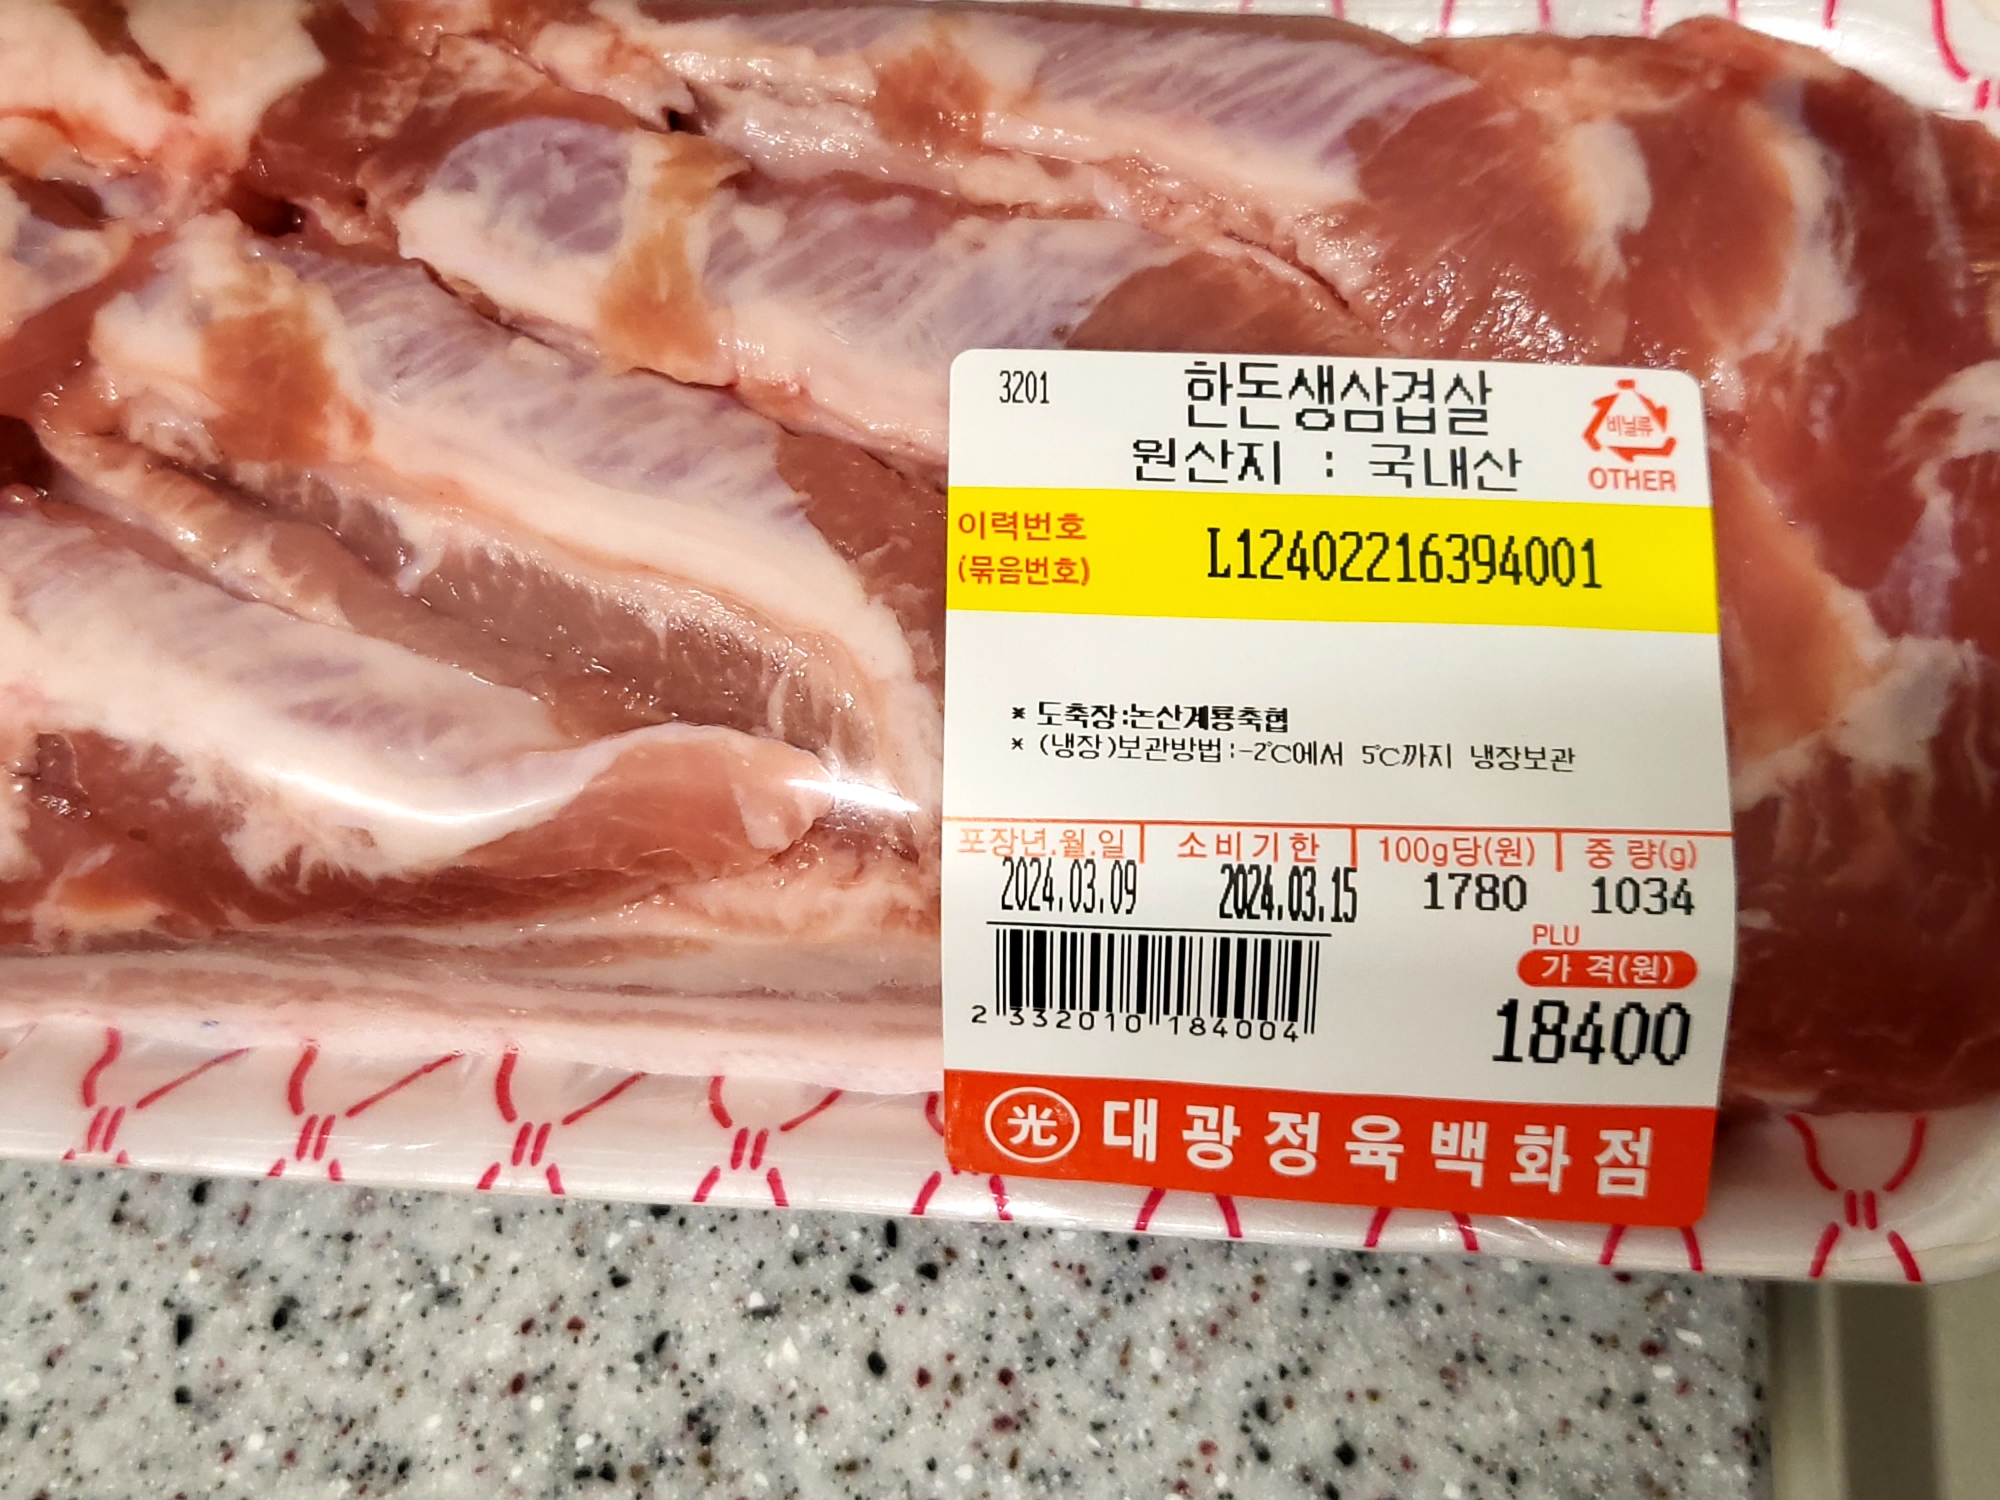 3201
한돈생삼겹살
원산지 : 국내산
비닐류
OTHER
이력번호
(묶음번호)
L12402216394001
* 도축장:논산계룡축협
* (냉장)보관방법:-2℃에서 5℃까지 냉장보관
포장년.월.일 소비기한 100g당(원) 중 량(g)
2024.03.09 2024.03.15 1780 1034
PLU
가 격(원)
18400
2 332010 184004
光 대광정육백화점